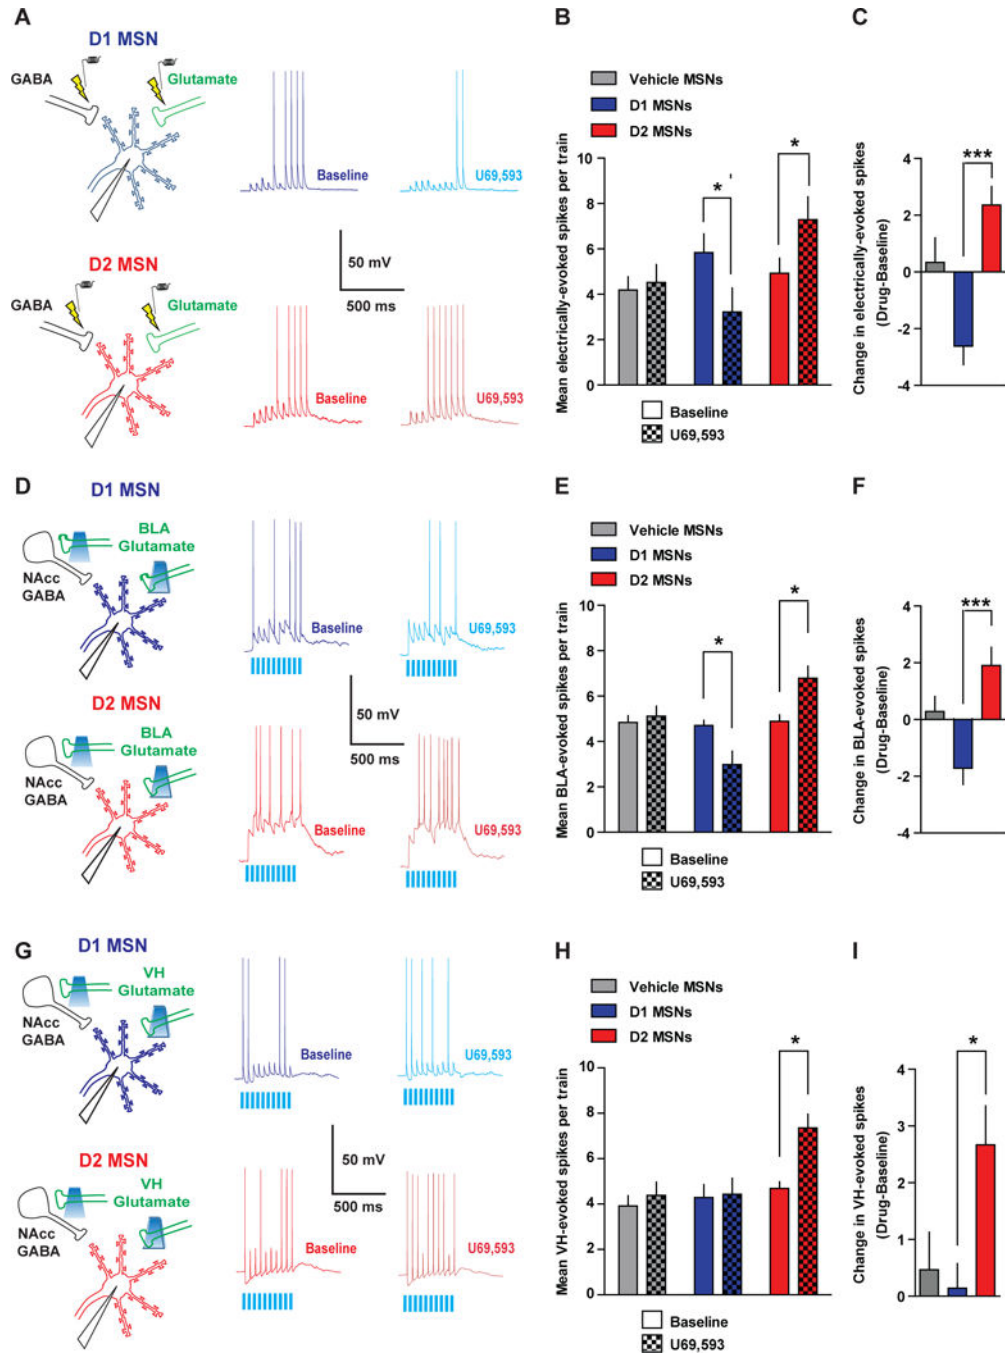 A
D1 MSN
GABA
Glutamate
Baseline
U69,593
50 mV
500 ms
D2 MSN
GABA
Glutamate
Baseline
U69,593
B
Vehicle MSNs
D1 MSNs
D2 MSNs
Mean electrically-evoked spikes per train
10
8
6
4
2
0
*
*
Baseline
U69,593
C
Change in electrically-evoked spikes
(Drug-Baseline)
4
2
0
-2
-4
***
D
D1 MSN
BLA
Glutamate
NAcc
GABA
Baseline
U69,593
50 mV
500 ms
D2 MSN
BLA
Glutamate
NAcc
GABA
Baseline
U69,593
E
Vehicle MSNs
D1 MSNs
D2 MSNs
Mean BLA-evoked spikes per train
10
8
6
4
2
0
*
*
Baseline
U69,593
F
Change in BLA-evoked spikes
(Drug-Baseline)
4
2
0
-2
-4
***
G
D1 MSN
VH
Glutamate
NAcc
GABA
Baseline
U69,593
50 mV
500 ms
D2 MSN
VH
Glutamate
NAcc
GABA
Baseline
U69,593
H
Vehicle MSNs
D1 MSNs
D2 MSNs
Mean VH-evoked spikes per train
10
8
6
4
2
0
*
Baseline
U69,593
I
Change in VH-evoked spikes
(Drug-Baseline)
4
3
2
1
0
*